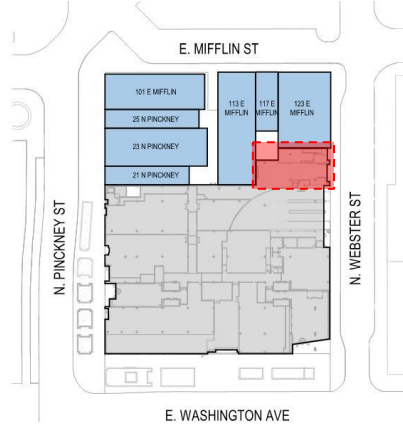 E. MIFFLIN ST
101 E MIFFLIN
25 N PINCKNEY
23 N PINCKNEY
21 N PINCKNEY
113 E
MIFFLIN
117 E
MIFFLIN
123 E
MIFFLIN
N. PINCKNEY ST
N. WEBSTER ST
E. WASHINGTON AVE